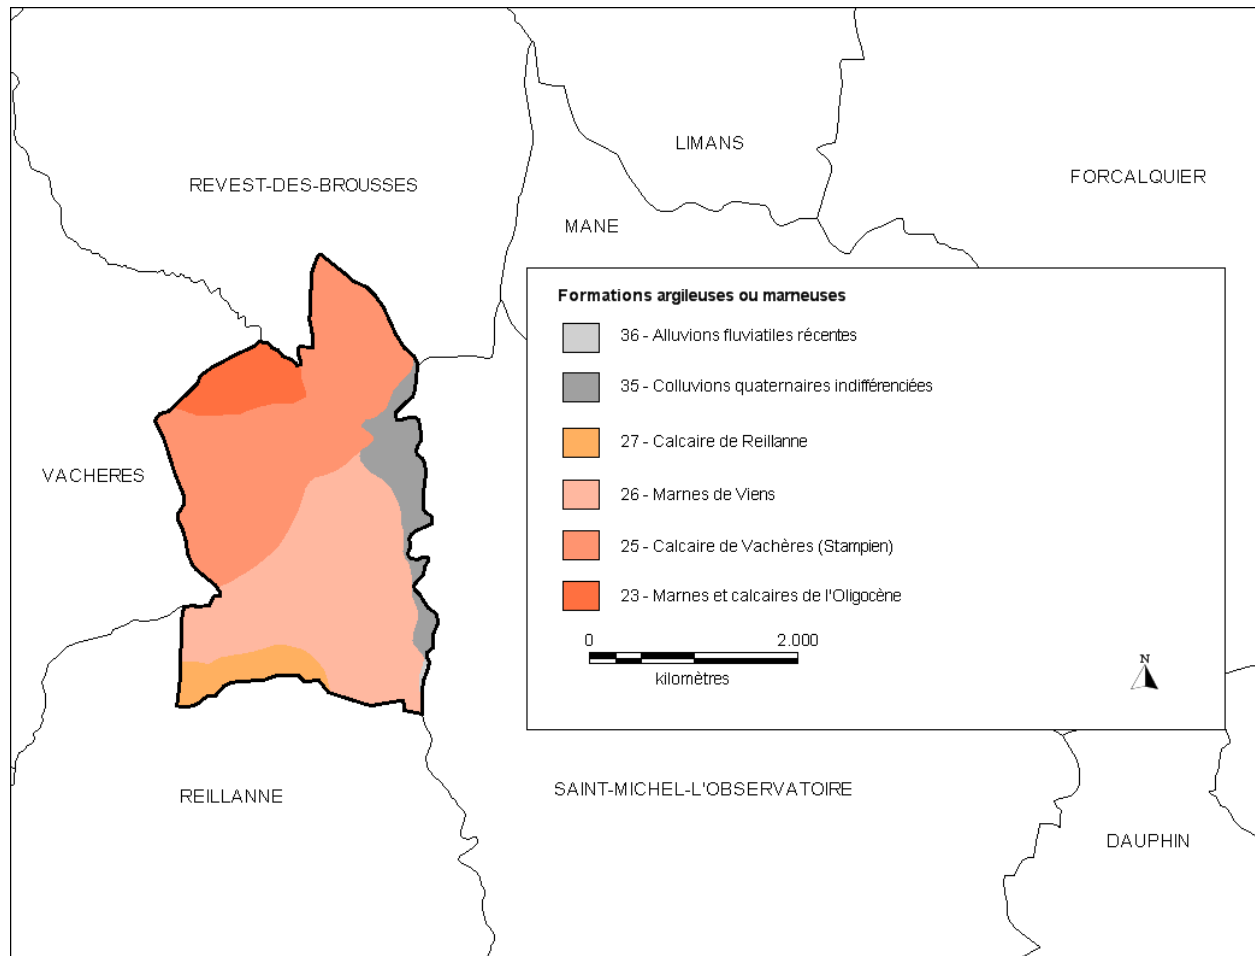 LIMANS
FORCALQUIER
REVEST-DES-BROUSSES
MANE
Formations argileuses ou marneuses
36 - Alluvions fluviatiles récentes
35 - Colluvions quaternaires indifférenciées
27 - Calcaire de Reillanne
VACHERES
26 - Marnes de Viens
25 - Calcaire de Vachères (Stampien)
23 - Marnes et calcaires de l'Oligocène
0 2.000
kilomètres
N
REILLANNE
SAINT-MICHEL-L'OBSERVATOIRE
DAUPHIN